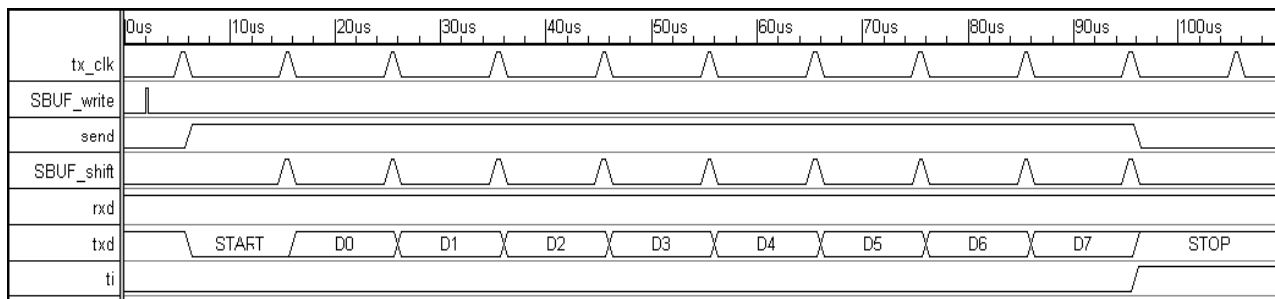 |0us |10us |20us |30us |40us |50us |60us |70us |80us |90us |100us
tx_clk
SBUF_write
send
SBUF_shift
rxd
txd START D0 D1 D2 D3 D4 D5 D6 D7 STOP
ti